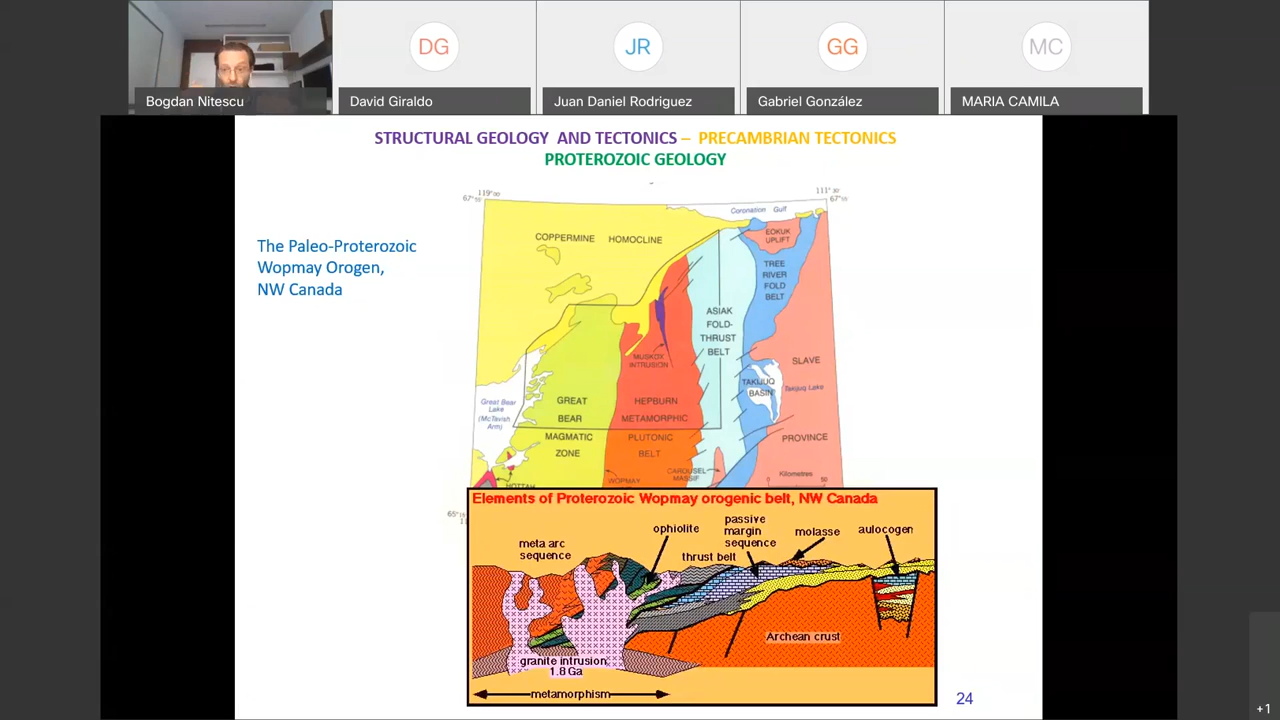 DG
JR
GG
MC
Bogdan Nitescu
David Giraldo
Juan Daniel Rodriguez
Gabriel González
MARIA CAMILA
STRUCTURAL GEOLOGY AND TECTONICS – PRECAMBRIAN TECTONICS
PROTEROZOIC GEOLOGY
The Paleo-Proterozoic
Wopmay Orogen,
NW Canada
Coronation Gulf
COPPERMINE HOMOCLINE
EOKUK
UPLIFT
TREE
RIVER
FOLD
BELT
ASIAK
FOLD-
THRUST
BELT
MUSKOX
INTRUSION
SLAVE
TAKIJUQ
BASIN
Takijuq Lake
Great Bear
Lake
(McTavish
Arm)
GREAT
BEAR
MAGMATIC
ZONE
HEPBURN
METAMORPHIC
PLUTONIC
BELT
PROVINCE
CAROUSEL
MASSIF
WOPMAY
HOTTAH
Kilometres
Elements of Proterozoic Wopmay orogenic belt, NW Canada
meta arc
sequence
ophiolite
thrust belt
passive
margin
sequence
molasse
aulocogen
Archean crust
granite intrusion
1.8 Ga
metamorphism
24
+1